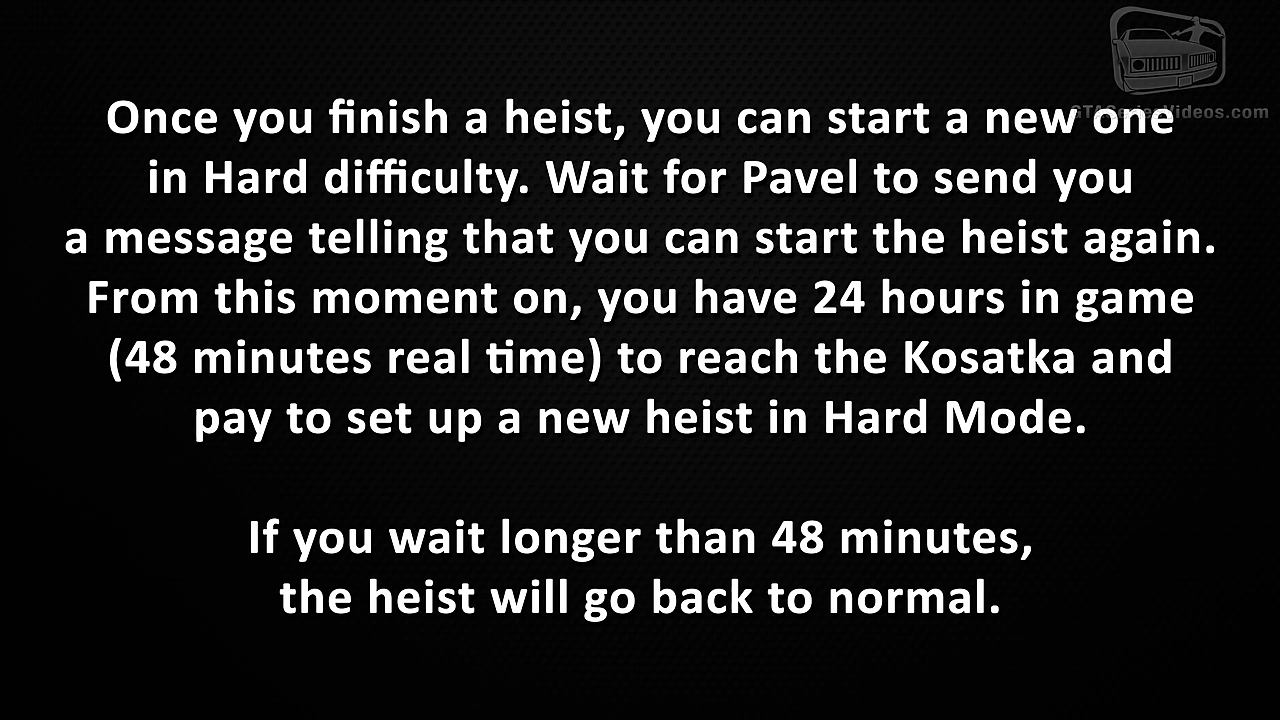 GTASeriesVideos.com
Once you finish a heist, you can start a new one
in Hard difficulty. Wait for Pavel to send you
a message telling that you can start the heist again.
From this moment on, you have 24 hours in game
(48 minutes real time) to reach the Kosatka and
pay to set up a new heist in Hard Mode.
If you wait longer than 48 minutes,
the heist will go back to normal.